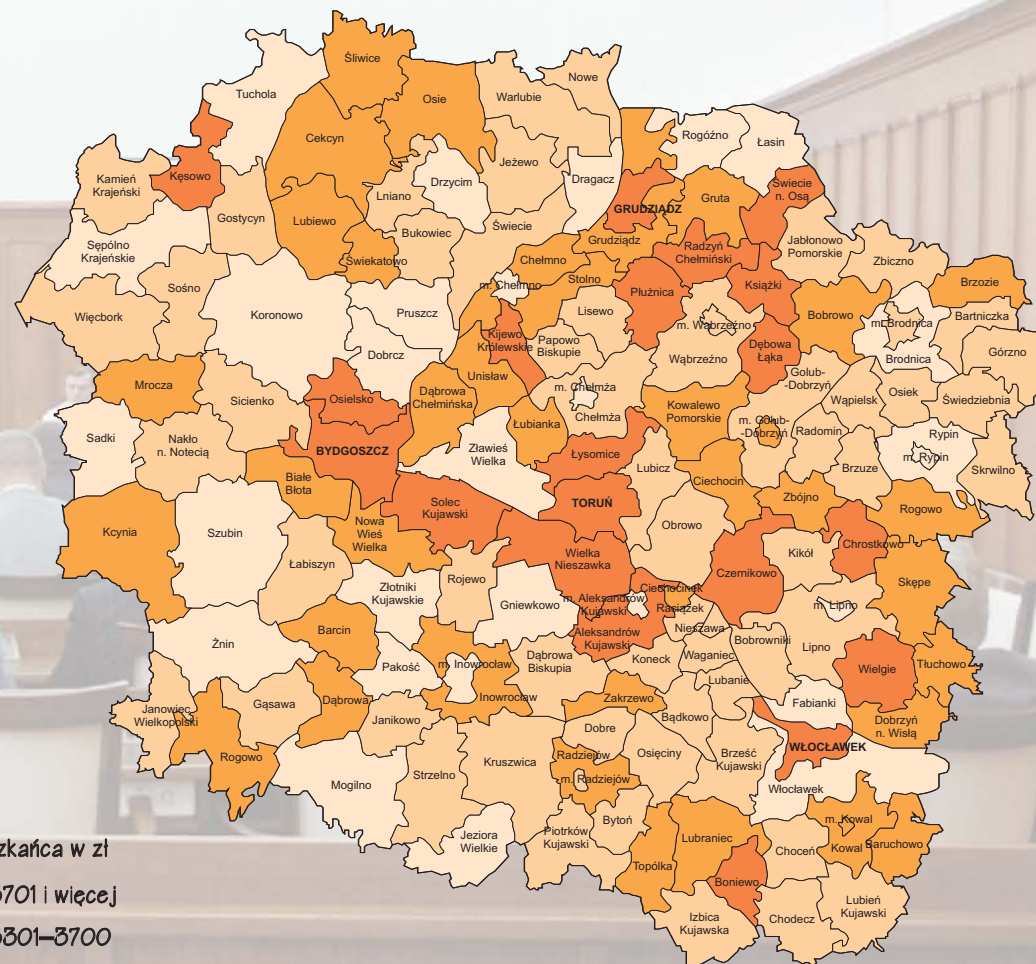 Śliwice
Nowe
Tuchola
Osie
Warlubie
Cekcyn
Rogóźno
Łasin
Jeżewo
Kamień
Krajeński
Kęsowo
Drzycim
Dragacz
Świecie
n. Osą
Lniano
Gruta
GRUDZIĄDZ
Gostycyn
Lubiewo
Świecie
Bukowiec
Grudziądz
Sępólno
Krajeńskie
Radzyń
Chełmiński
Jabłonowo
Pomorskie
Świekatowo
Chełmno
Zbiczno
Stolno
Sośno
m. Chełmno
Płużnica
Książki
Brzozie
Więcbork
Koronowo
Pruszcz
Lisewo
Bobrowo
Bartniczka
m. Wąbrzeźno
m. Brodnica
Kijewo
Królewskie
Papowo
Biskupie
Dębowa
Łąka
Górzno
Dobrcz
Wąbrzeźno
Brodnica
Unisław
Golub-
-Dobrzyń
Mrocza
m. Chełmża
Dąbrowa
Chełmińska
Osiek
Sicienko
Osielsko
Wąpielsk
Świedziebnia
Kowalewo
Pomorskie
Chełmża
Łubianka
m. Golub-
-Dobrzyń
Radomin
Sadki
Nakło
n. Notecią
BYDGOSZCZ
Zławieś
Wielka
Rypin
Łysomice
m. Rypin
Lubicz
Brzuze
Skrwilno
Białe
Błota
Ciechocin
Zbójno
Solec
Kujawski
TORUŃ
Rogowo
Kcynia
Szubin
Nowa
Wieś
Wielka
Obrowo
Chrostkowo
Wielka
Nieszawka
Kikół
Łabiszyn
Czernikowo
Skępe
Złotniki
Kujawskie
Rojewo
Ciechocinek
m. Aleksandrów
Kujawski
Gniewkowo
Raciążek
m. Lipno
Barcin
Nieszawa
Aleksandrów
Kujawski
Żnin
Bobrowniki
Lipno
Dąbrowa
Biskupia
Koneck
Waganiec
Pakość
m. Inowrocław
Wielgie
Tłuchowo
Lubanie
Inowrocław
Zakrzewo
Dąbrowa
Gąsawa
Fabianki
Janowiec
Wielkopolski
Janikowo
Bądkowo
Dobrzyń
n. Wisłą
Dobre
WŁOCŁAWEK
Rogowo
Radziejów
Osięciny
Brześć
Kujawski
Kruszwica
Strzelno
m. Radziejów
Mogilno
Włocławek
Bytoń
m. Kowal
Jeziora
Wielkie
Piotrków
Kujawski
Lubraniec
Kowal
Baruchowo
Choceń
Topólka
Boniewo
Lubień
Kujawski
Izbica
Kujawska
Chodecz
zkańca w zł
3701 i więcej
3301–3700